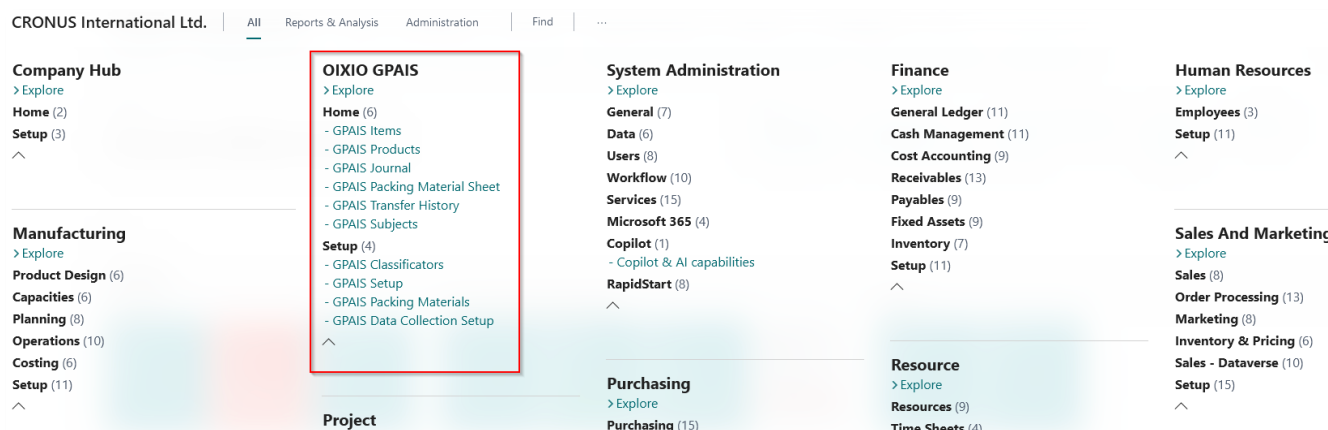 CRONUS International Ltd. All Reports & Analysis Administration Find ...
Company Hub
> Explore
Home (2)
Setup (3)
Manufacturing
> Explore
Product Design (6)
Capacities (6)
Planning (8)
Operations (10)
Costing (6)
Setup (11)
OIXIO GPAIS
> Explore
Home (6)
- GPAIS Items
- GPAIS Products
- GPAIS Journal
- GPAIS Packing Material Sheet
- GPAIS Transfer History
- GPAIS Subjects
Setup (4)
- GPAIS Classificators
- GPAIS Setup
- GPAIS Packing Materials
- GPAIS Data Collection Setup
Project
System Administration
> Explore
General (7)
Data (6)
Users (8)
Workflow (10)
Services (15)
Microsoft 365 (4)
Copilot (1)
- Copilot & AI capabilities
RapidStart (8)
Purchasing
> Explore
Purchasing (15)
Finance
> Explore
General Ledger (11)
Cash Management (11)
Cost Accounting (9)
Receivables (13)
Payables (9)
Fixed Assets (9)
Inventory (7)
Setup (11)
Resource
> Explore
Resources (9)
Time Sheets (4)
Human Resources
> Explore
Employees (3)
Setup (11)
Sales And Marketing
> Explore
Sales (8)
Order Processing (13)
Marketing (8)
Inventory & Pricing (6)
Sales - Dataverse (10)
Setup (15)